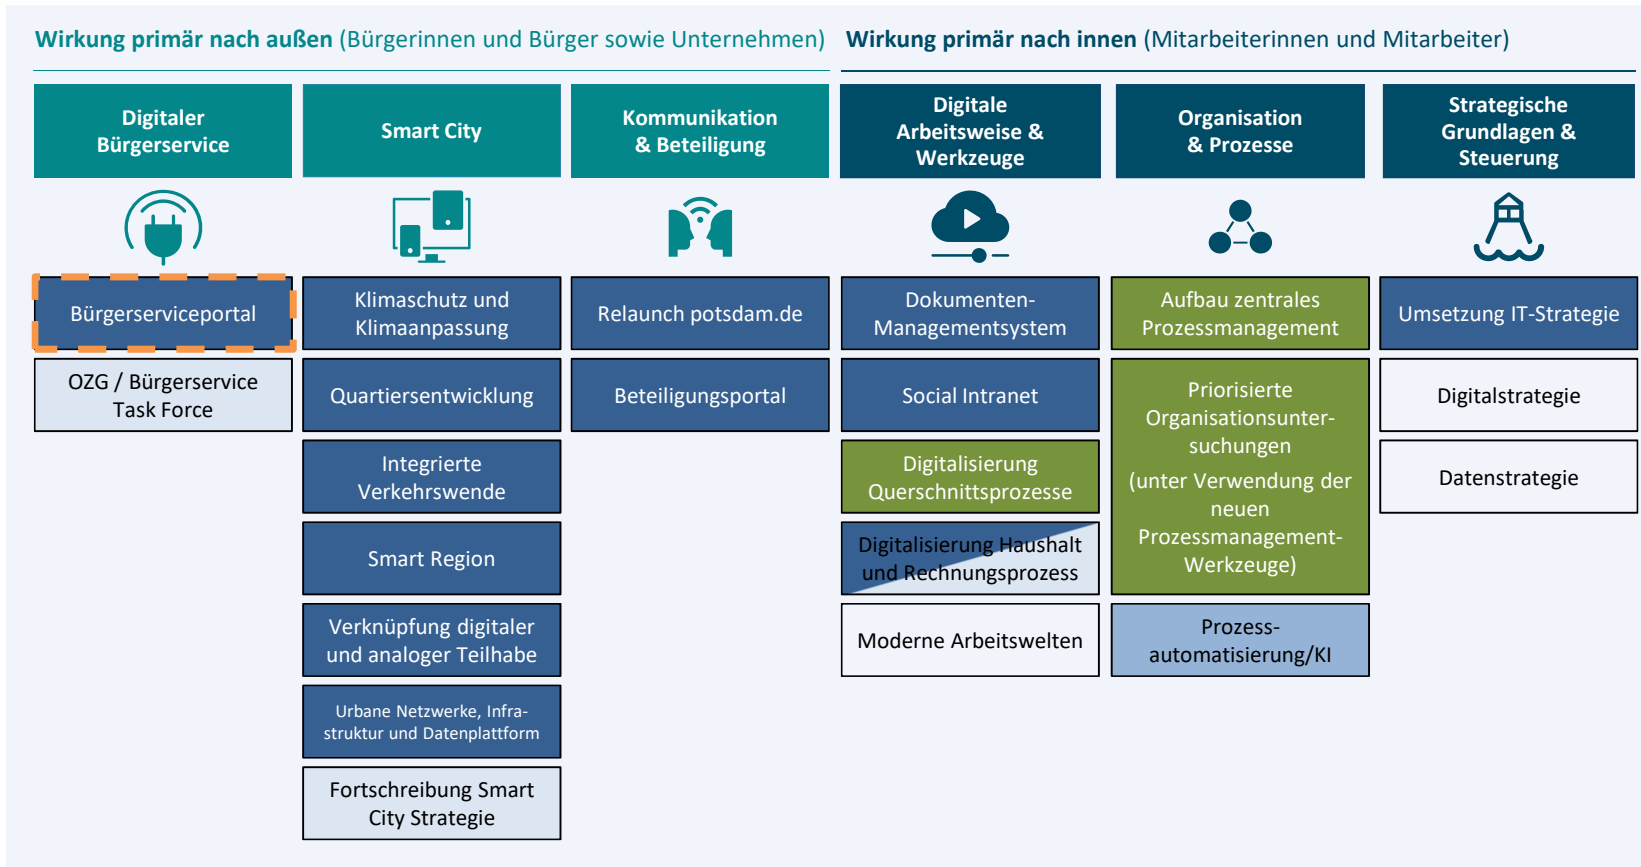 Wirkung primär nach außen (Bürgerinnen und Bürger sowie Unternehmen)
Wirkung primär nach innen (Mitarbeiterinnen und Mitarbeiter)
Digitaler
Bürgerservice
Bürgerserviceportal
OZG / Bürgerservice
Task Force
Smart City
Klimaschutz und
Klimaanpassung
Quartiersentwicklung
Integrierte
Verkehrswende
Smart Region
Verknüpfung digitaler
und analoger Teilhabe
Urbane Netzwerke, Infra-
struktur und Datenplattform
Fortschreibung Smart
City Strategie
Kommunikation
& Beteiligung
Relaunch potsdam.de
Beteiligungsportal
Digitale
Arbeitsweise &
Werkzeuge
Dokumenten-
Managementsystem
Social Intranet
Digitalisierung
Querschnittsprozesse
Digitalisierung Haushalt
und Rechnungsprozess
Moderne Arbeitswelten
Organisation
& Prozesse
Aufbau zentrales
Prozessmanagement
Priorisierte
Organisationsunter-
suchungen
(unter Verwendung der
neuen
Prozessmanagement-
Werkzeuge)
Prozess-
automatisierung/KI
Strategische
Grundlagen &
Steuerung
Umsetzung IT-Strategie
Digitalstrategie
Datenstrategie